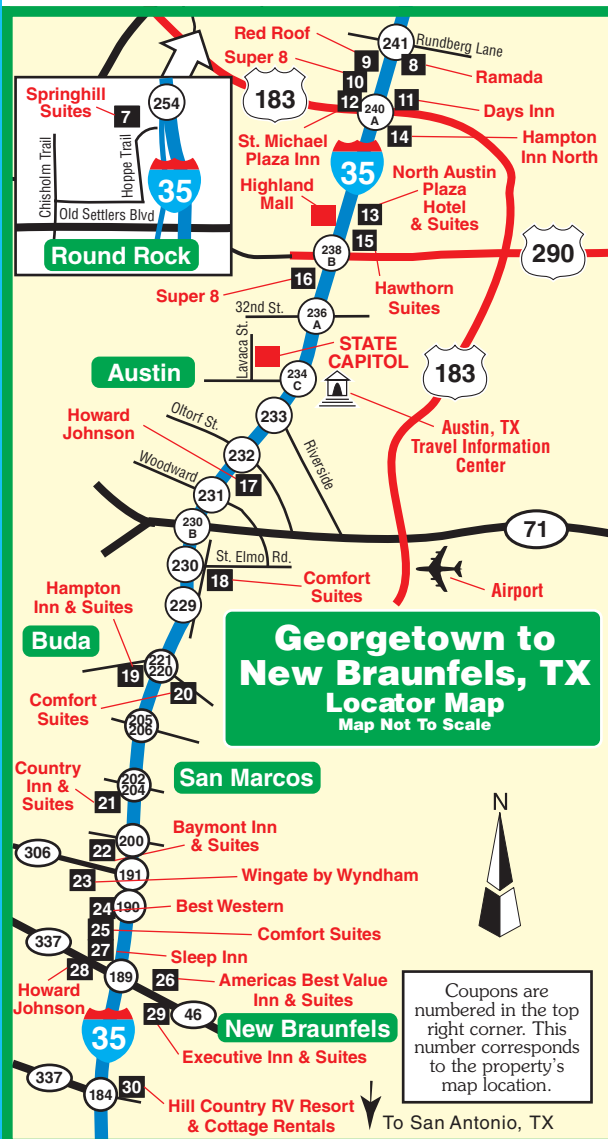 Red Roof
9
241
Rundberg Lane
8
Ramada
Super 8
10
183
12
240
A
11
Days Inn
St. Michael
Plaza Inn
14
Hampton
Inn North
Springhill
Suites
7
254
Chisholm Trail
Hoppe Trail
35
Old Settlers Blvd
Round Rock
35
Highland
Mall
North Austin
Plaza
Hotel
& Suites
13
238
B
15
290
Super 8
16
Hawthorn
Suites
32nd St.
236
A
Lavaca St.
STATE
CAPITOL
Austin
234
C
183
Howard
Johnson
Oltorf St.
233
Austin, TX
Travel Information
Center
232
Riverside
Woodward
17
231
230
B
71
230
St. Elmo Rd.
18
Comfort
Suites
Airport
Hampton
Inn & Suites
229
Buda
Georgetown to
New Braunfels, TX
Locator Map
Map Not To Scale
221
220
19
20
Comfort
Suites
205
206
Country
Inn &
Suites
202
204
San Marcos
21
N
Baymont Inn
& Suites
200
22
306
191
23
Wingate by Wyndham
24
190
Best Western
25
Comfort Suites
27
Sleep Inn
337
28
189
26
Americas Best Value
Inn & Suites
Howard
Johnson
35
29
46
New Braunfels
Executive Inn & Suites
Coupons are
numbered in the top
right corner. This
number corresponds
to the property's
map location.
337
184
30
Hill Country RV Resort
& Cottage Rentals
To San Antonio, TX